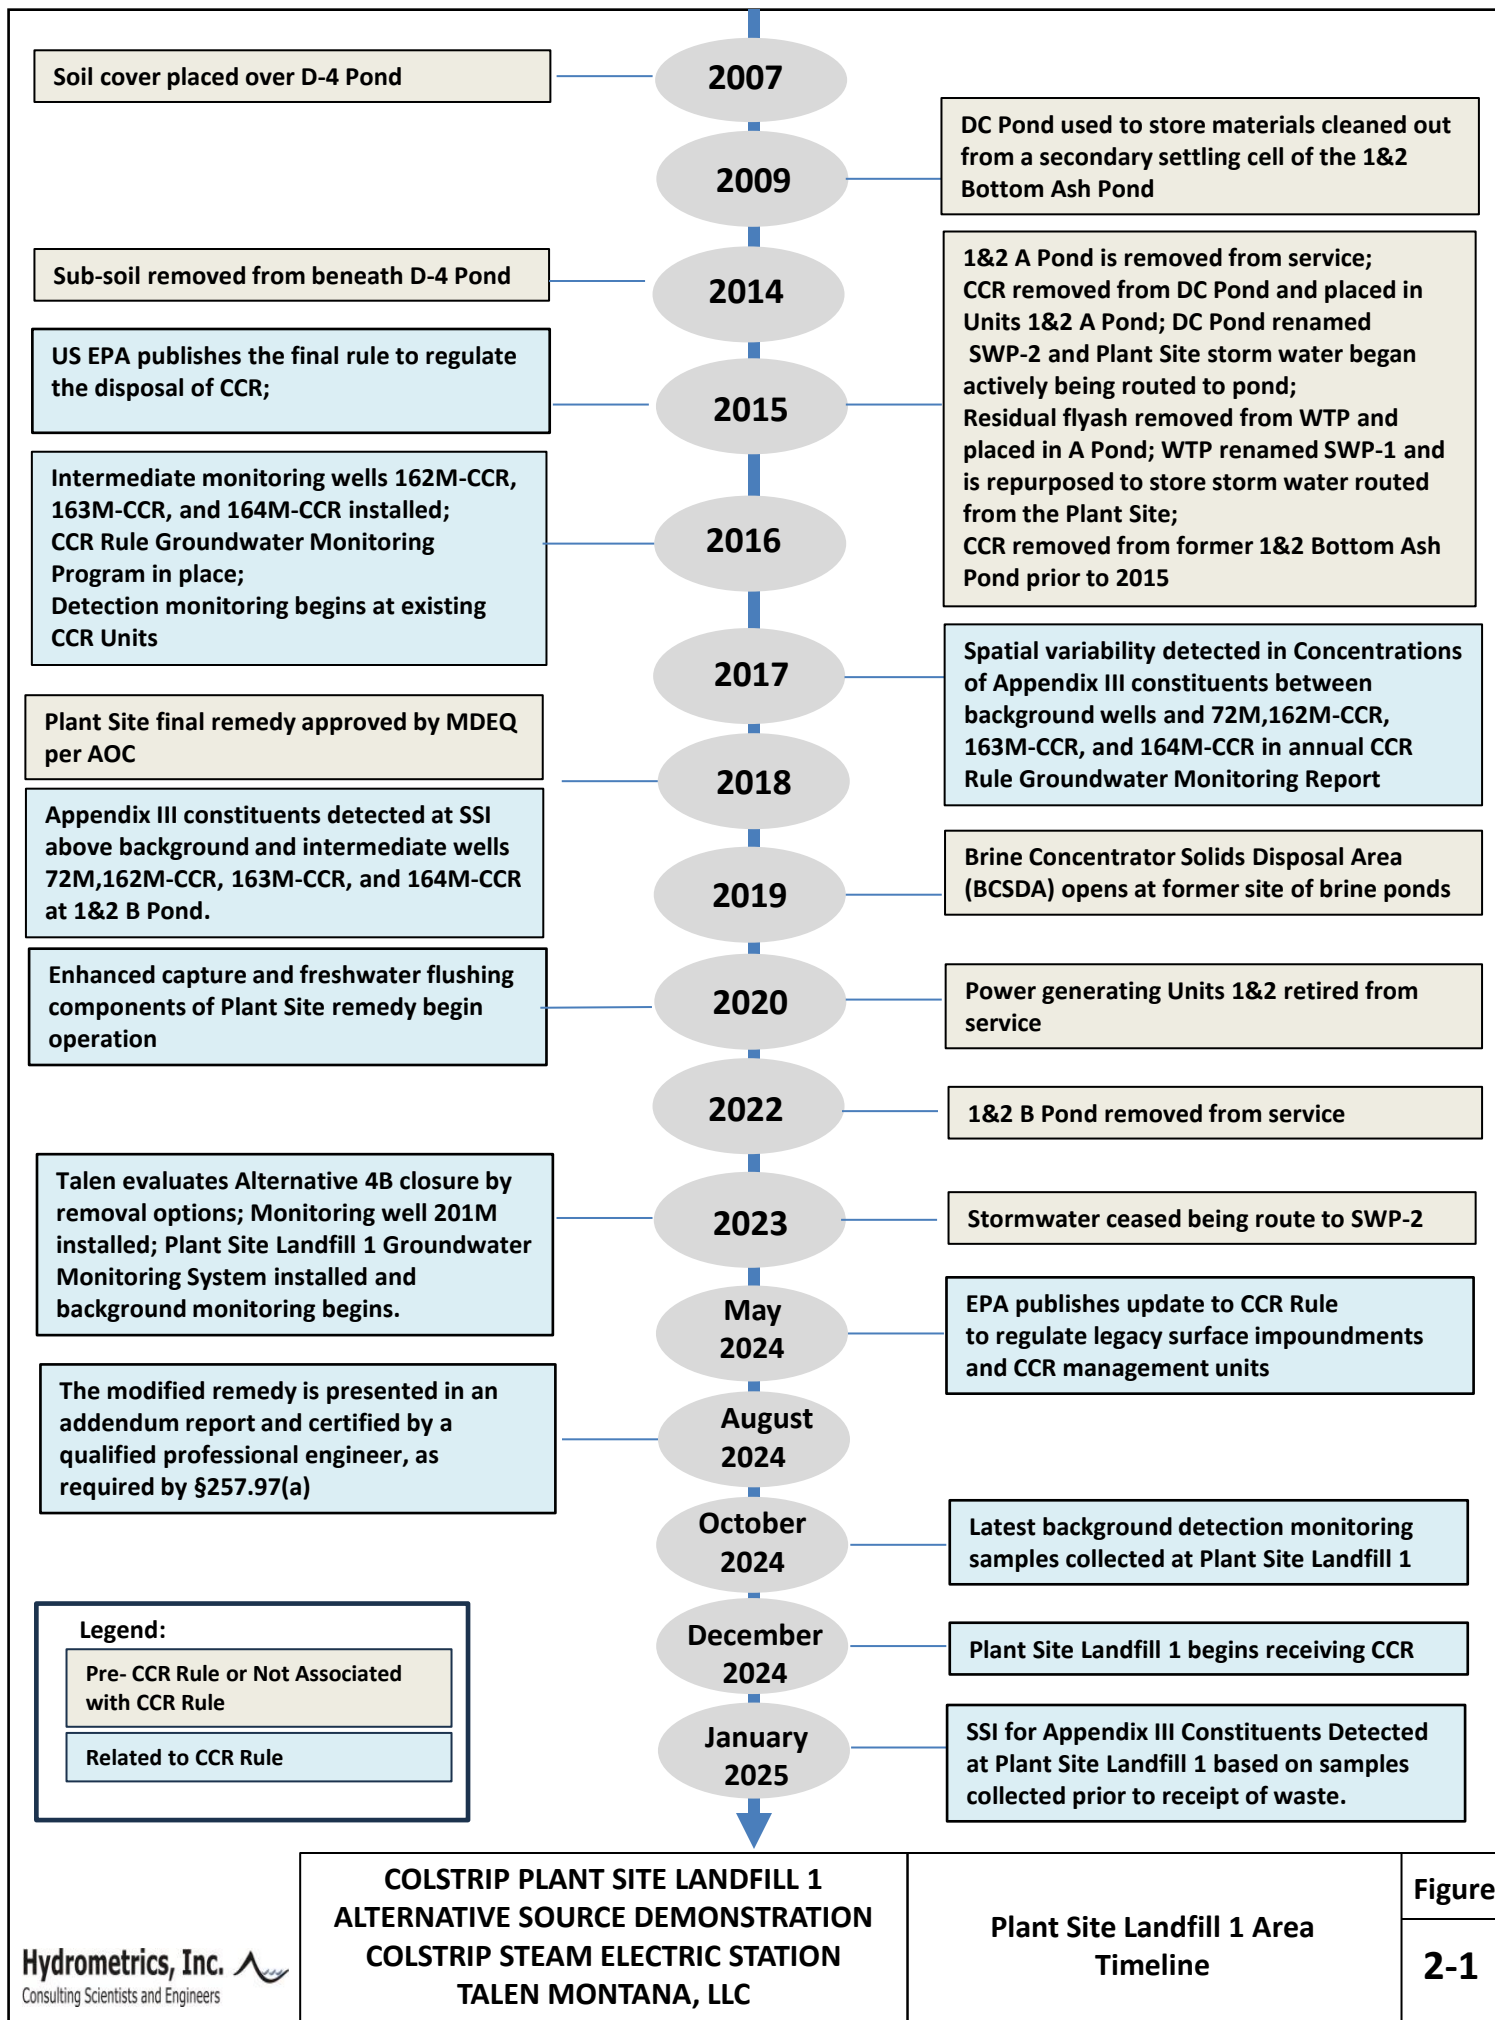 2007
Soil cover placed over D-4 Pond
2009
DC Pond used to store materials cleaned out
from a secondary settling cell of the 1&2
Bottom Ash Pond
2014
Sub-soil removed from beneath D-4 Pond
2015
US EPA publishes the final rule to regulate
the disposal of CCR;
1&2 A Pond is removed from service;
CCR removed from DC Pond and placed in
Units 1&2 A Pond; DC Pond renamed
SWP-2 and Plant Site storm water began
actively being routed to pond;
Residual flyash removed from WTP and
placed in A Pond; WTP renamed SWP-1 and
is repurposed to store storm water routed
from the Plant Site;
CCR removed from former 1&2 Bottom Ash
Pond prior to 2015
2016
Intermediate monitoring wells 162M-CCR,
163M-CCR, and 164M-CCR installed;
CCR Rule Groundwater Monitoring
Program in place;
Detection monitoring begins at existing
CCR Units
2017
Spatial variability detected in Concentrations
of Appendix III constituents between
background wells and 72M,162M-CCR,
163M-CCR, and 164M-CCR in annual CCR
Rule Groundwater Monitoring Report
2018
Plant Site final remedy approved by MDEQ
per AOC
Appendix III constituents detected at SSI
above background and intermediate wells
72M,162M-CCR, 163M-CCR, and 164M-CCR
at 1&2 B Pond.
2019
Brine Concentrator Solids Disposal Area
(BCSDA) opens at former site of brine ponds
2020
Enhanced capture and freshwater flushing
components of Plant Site remedy begin
operation
Power generating Units 1&2 retired from
service
2022
1&2 B Pond removed from service
2023
Talen evaluates Alternative 4B closure by
removal options; Monitoring well 201M
installed; Plant Site Landfill 1 Groundwater
Monitoring System installed and
background monitoring begins.
Stormwater ceased being route to SWP-2
May
2024
EPA publishes update to CCR Rule
to regulate legacy surface impoundments
and CCR management units
August
2024
The modified remedy is presented in an
addendum report and certified by a
qualified professional engineer, as
required by §257.97(a)
October
2024
Latest background detection monitoring
samples collected at Plant Site Landfill 1
December
2024
Plant Site Landfill 1 begins receiving CCR
January
2025
SSI for Appendix III Constituents Detected
at Plant Site Landfill 1 based on samples
collected prior to receipt of waste.
Legend:
Pre- CCR Rule or Not Associated
with CCR Rule
Related to CCR Rule
Hydrometrics, Inc.
Consulting Scientists and Engineers
COLSTRIP PLANT SITE LANDFILL 1
ALTERNATIVE SOURCE DEMONSTRATION
COLSTRIP STEAM ELECTRIC STATION
TALEN MONTANA, LLC
Plant Site Landfill 1 Area
Timeline
Figure
2-1